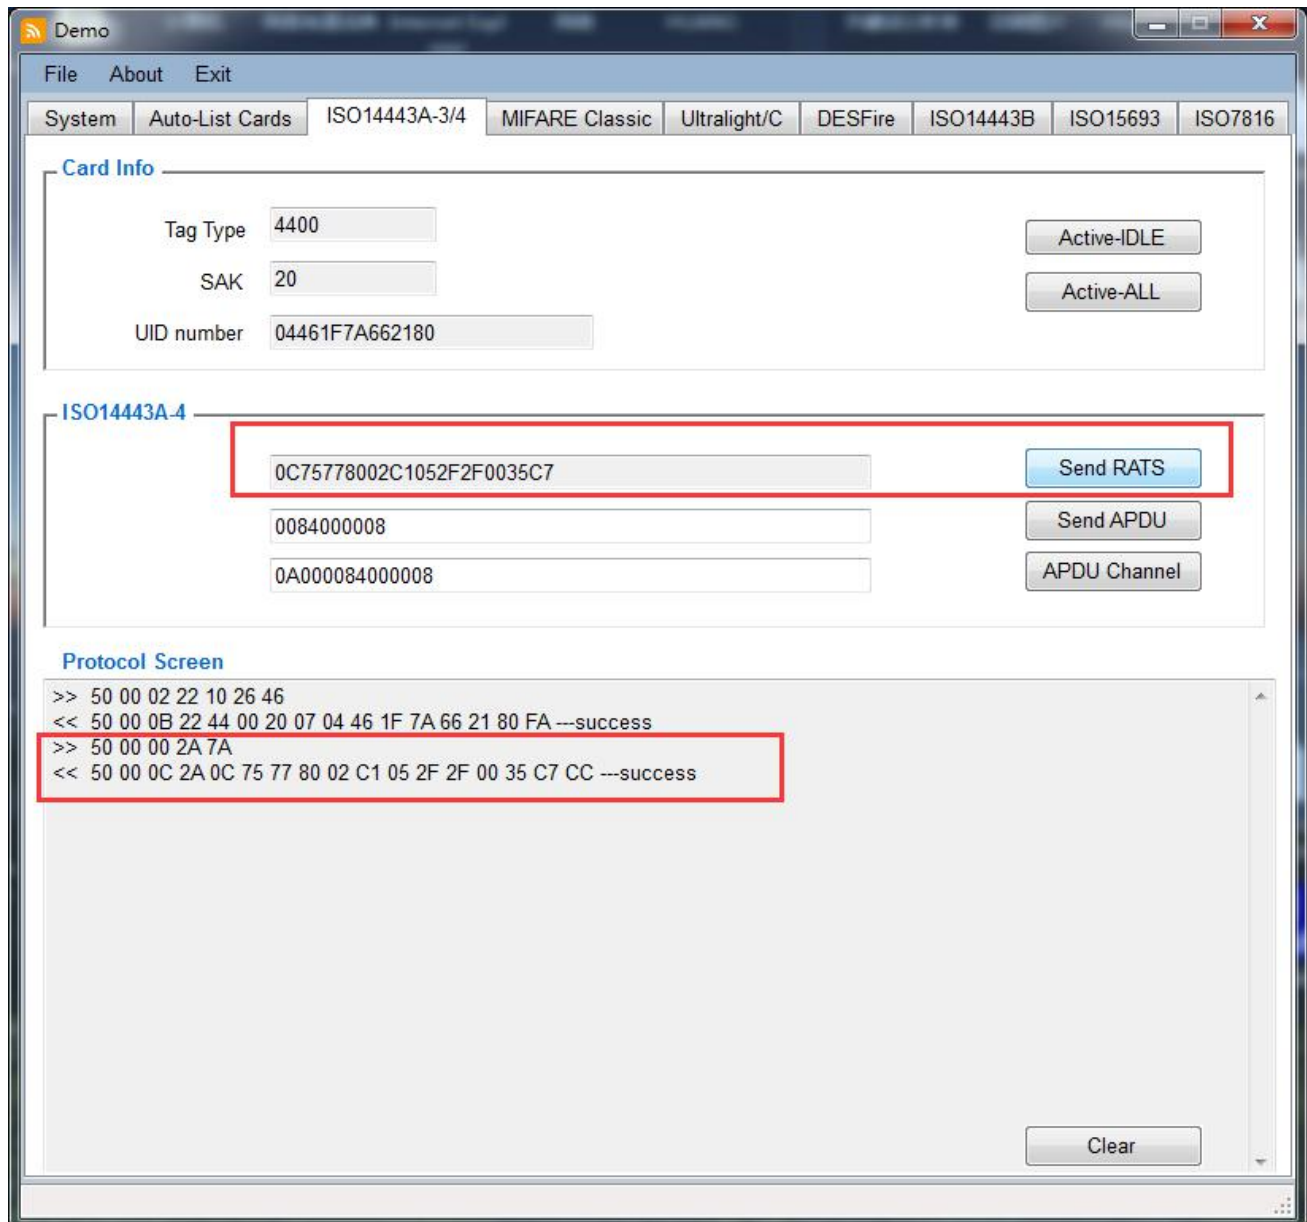 Demo
File About Exit
System Auto-List Cards ISO14443A-3/4 MIFARE Classic Ultralight/C DESFire ISO14443B ISO15693 ISO7816
Card Info
Tag Type 4400
Active-IDLE
SAK 20
Active-ALL
UID number 04461F7A662180
ISO14443A-4
0C75778002C1052F2F0035C7 Send RATS
0084000008 Send APDU
0A000084000008 APDU Channel
Protocol Screen
>> 50 00 02 22 10 26 46
<< 50 00 0B 22 44 00 20 07 04 46 1F 7A 66 21 80 FA ---success
>> 50 00 00 2A 7A
<< 50 00 0C 2A 0C 75 77 80 02 C1 05 2F 2F 00 35 C7 CC ---success
Clear